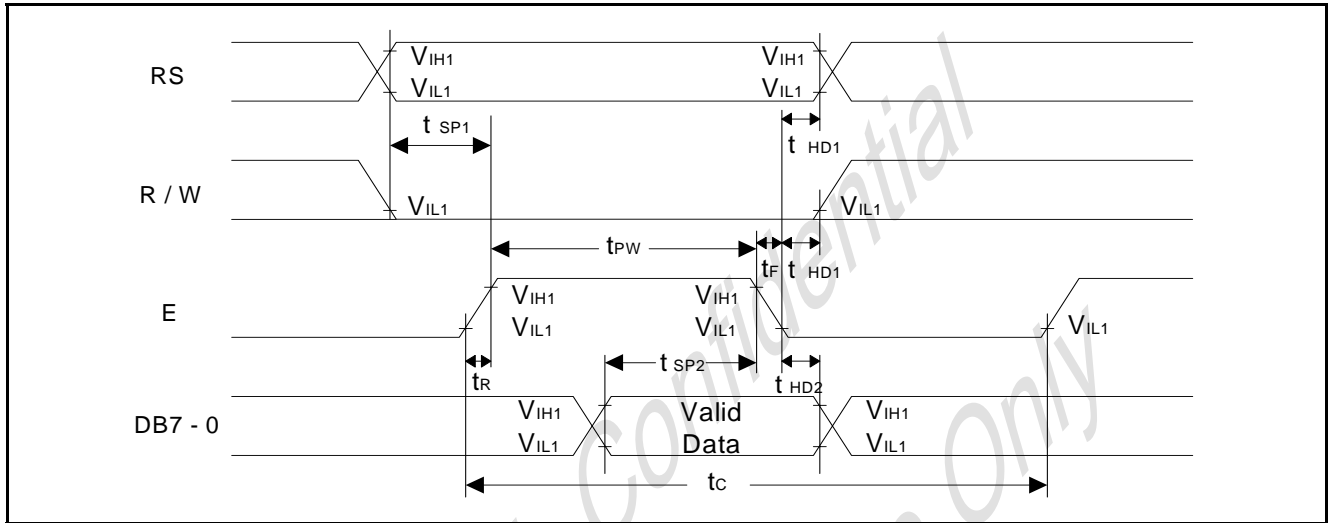 RS
VIH1
VIL1
VIH1
VIL1
t SP1
t HD1
R / W
VIL1
VIL1
tPW
tF
t HD1
E
VIH1
VIL1
VIH1
VIL1
VIL1
tR
t SP2
t HD2
DB7 - 0
VIH1
VIL1
Valid
Data
VIH1
VIL1
tC
Confidential
Only